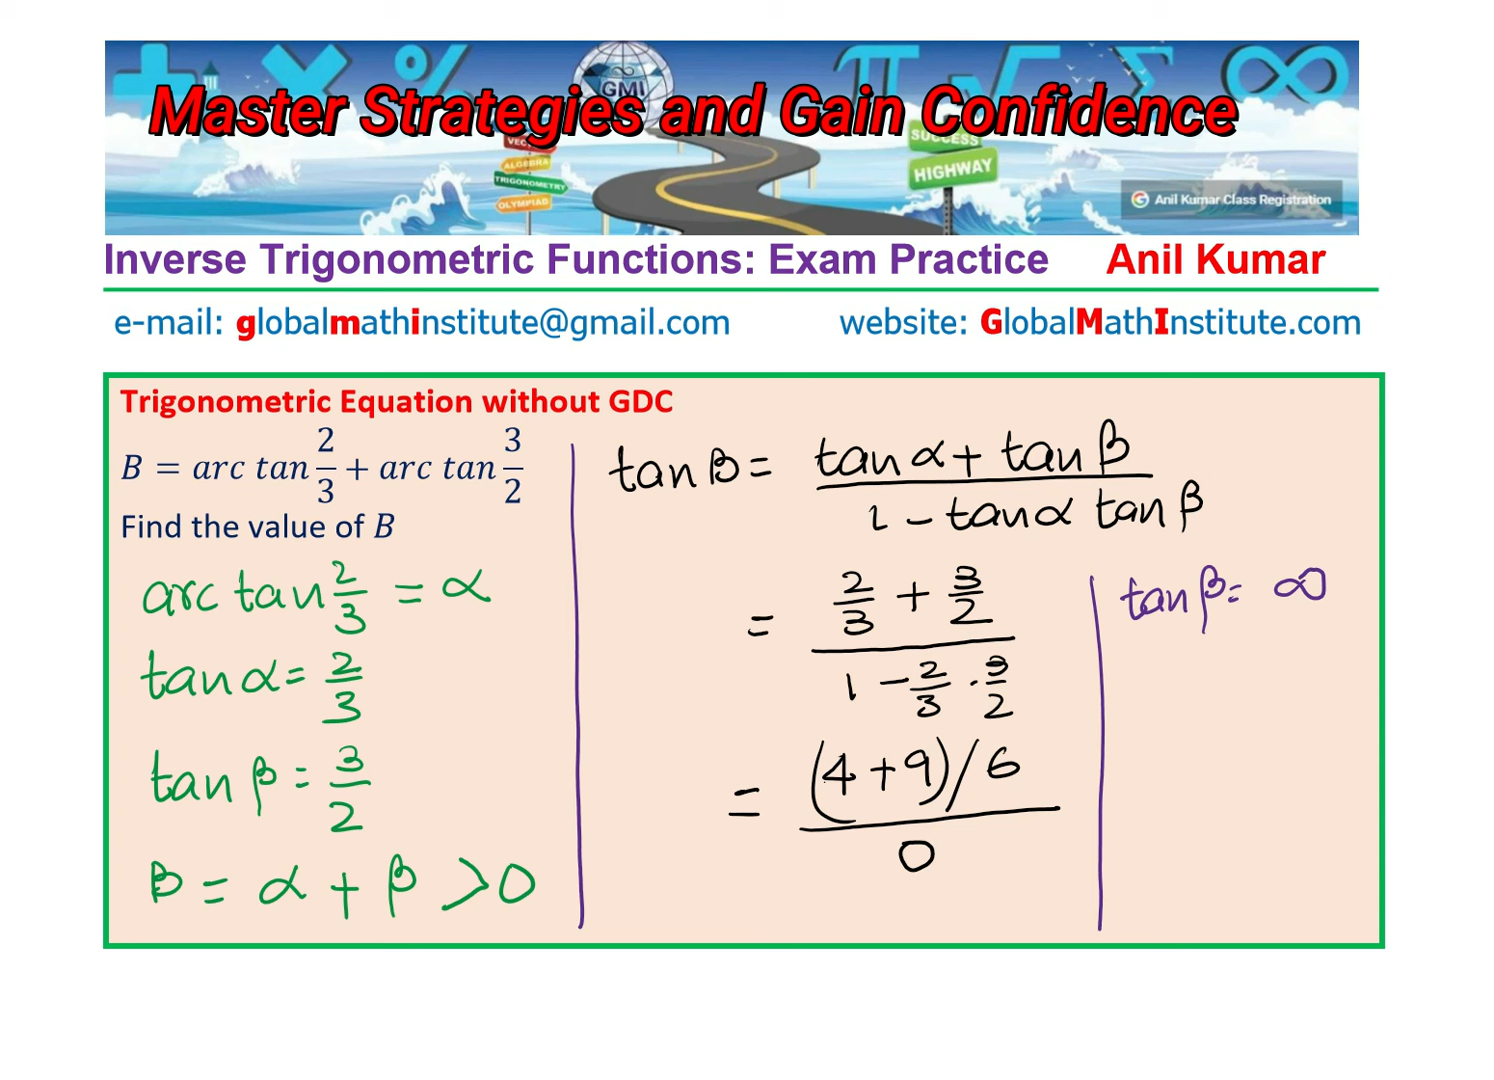 GMI
Master Strategies and Gain Confidence
ALGEBRA
TRIGONOMETRY
OLYMPIAD
SUCCESS
HIGHWAY
Anil Kumar Class Registration
Inverse Trigonometric Functions: Exam Practice Anil Kumar
e-mail: globalmathinstitute@gmail.com website: GlobalMathInstitute.com
Trigonometric Equation without GDC
B = arc tan 2/3 + arc tan 3/2
Find the value of B
arc tan 2/3 = α
tan α = 2/3
tan β = 3/2
B = α + β > 0
tan B = (tan α + tan β) / (1 - tan α tan β)
= (2/3 + 3/2) / (1 - 2/3 · 3/2)
= (4+9)/6 / 0
tan β = ∞